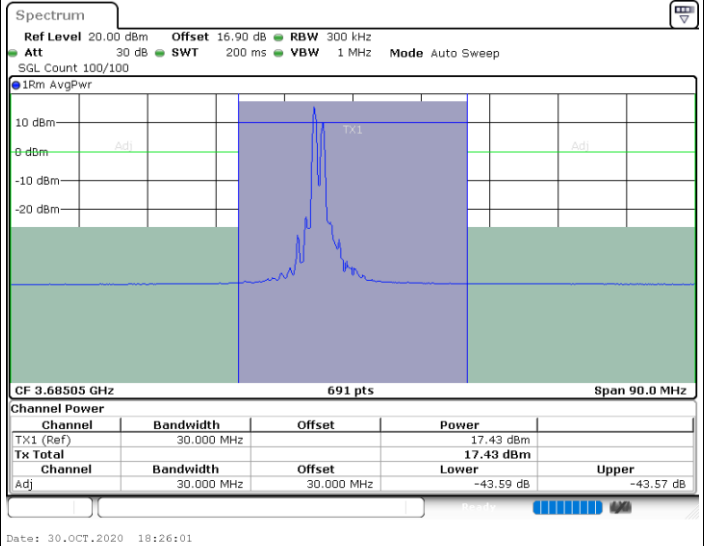 Spectrum
Ref Level 20.00 dBm Offset 16.90 dB RBW 300 kHz
Att 30 dB SWT 200 ms VBW 1 MHz Mode Auto Sweep
SGL Count 100/100
1Rm AvgPwr
10 dBm
TX1
Adj
Adj
0 dBm
-10 dBm
-20 dBm
CF 3.68505 GHz 691 pts Span 90.0 MHz
Channel Power
Channel Bandwidth Offset Power
TX1 (Ref) 30.000 MHz 17.43 dBm
Tx Total 17.43 dBm
Channel Bandwidth Offset Lower Upper
Adj 30.000 MHz 30.000 MHz -43.59 dB -43.57 dB
Ready
Date: 30.OCT.2020 18:26:01